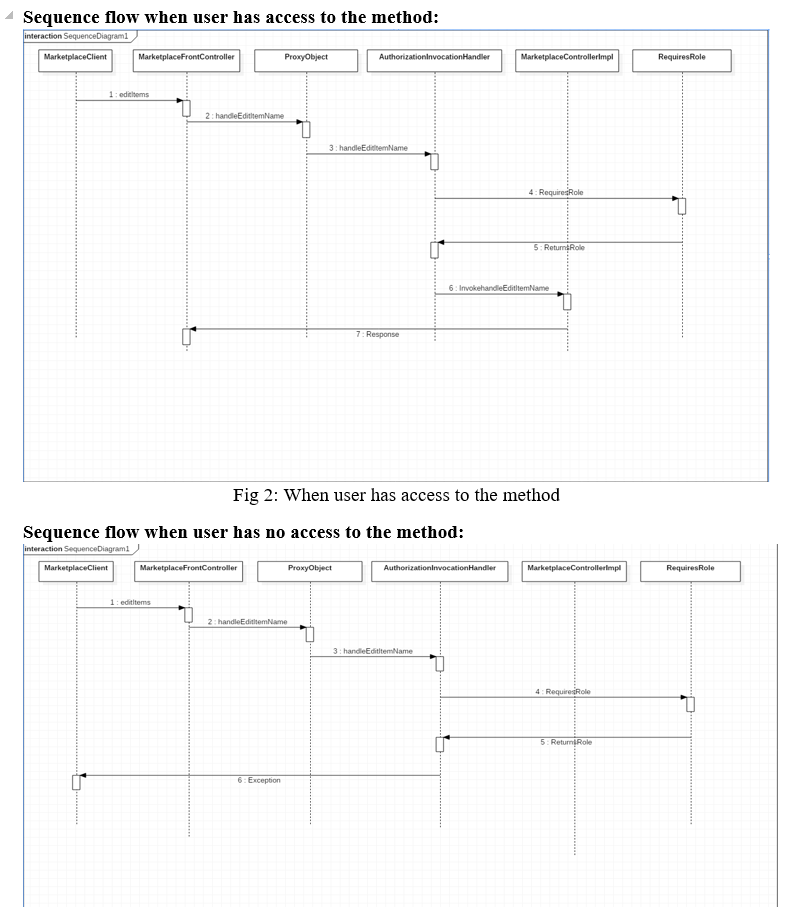 Sequence flow when user has access to the method:
interaction SequenceDiagram1
MarketplaceClient MarketplaceFrontController ProxyObject AuthorizationInvocationHandler MarketplaceControllerImpl RequiresRole
1 : editItems
2 : handleEditItemName
3 : handleEditItemName
4 : RequiresRole
5 : ReturnsRole
6 : InvokehandleEditItemName
7 : Response
Fig 2: When user has access to the method
Sequence flow when user has no access to the method:
interaction SequenceDiagram1
MarketplaceClient MarketplaceFrontController ProxyObject AuthorizationInvocationHandler MarketplaceControllerImpl RequiresRole
1 : editItems
2 : handleEditItemName
3 : handleEditItemName
4 : RequiresRole
5 : ReturnsRole
6 : Exception